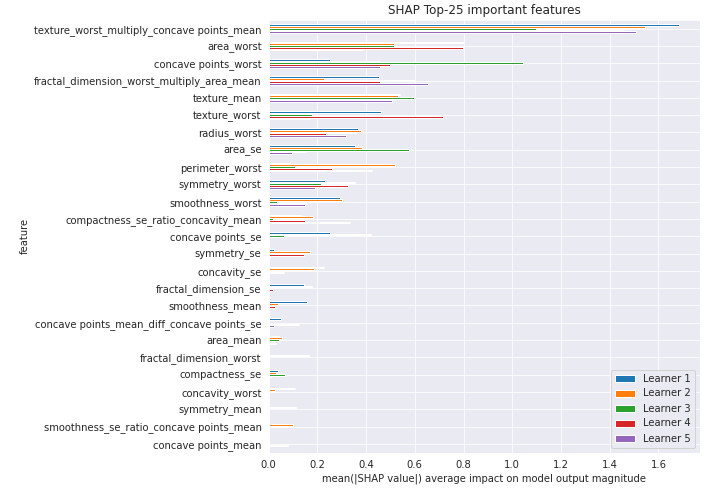 SHAP Top-25 important features
texture_worst_multiply_concave points_mean
area_worst
concave points_worst
fractal_dimension_worst_multiply_area_mean
texture_mean
texture_worst
radius_worst
area_se
perimeter_worst
symmetry_worst
smoothness_worst
compactness_se_ratio_concavity_mean
concave points_se
symmetry_se
concavity_se
fractal_dimension_se
smoothness_mean
concave points_mean_diff_concave points_se
area_mean
fractal_dimension_worst
compactness_se
concavity_worst
symmetry_mean
smoothness_se_ratio_concave points_mean
concave points_mean
feature
Learner 1
Learner 2
Learner 3
Learner 4
Learner 5
0.0 0.2 0.4 0.6 0.8 1.0 1.2 1.4 1.6
mean(|SHAP value|) average impact on model output magnitude